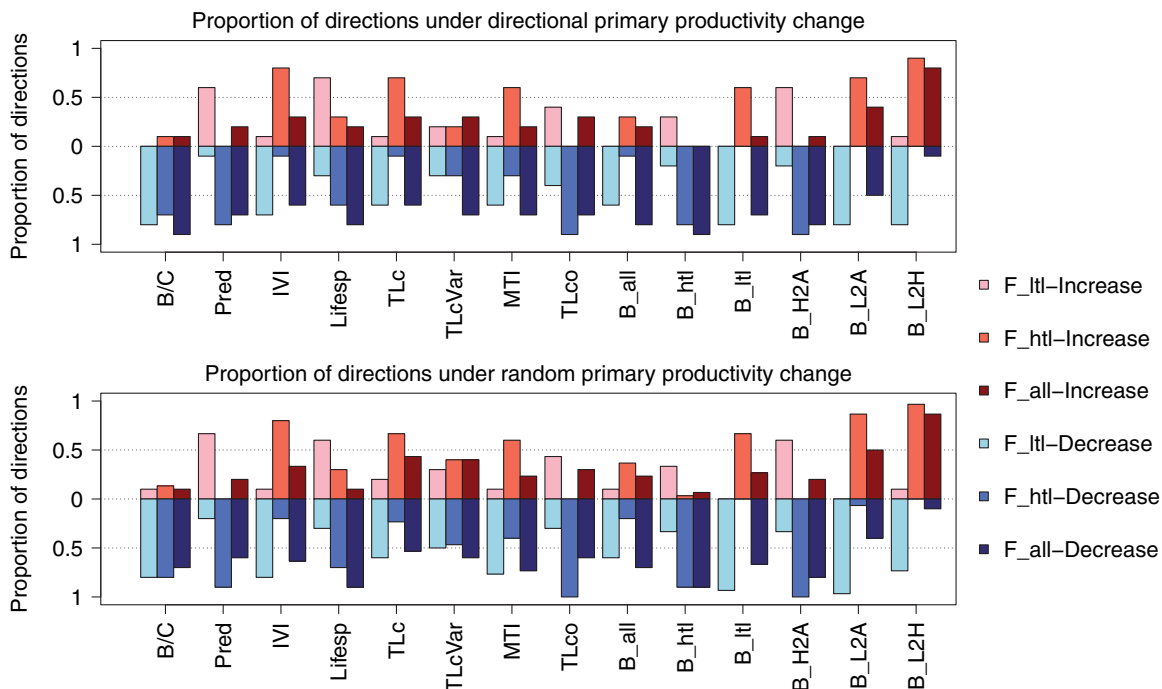 Proportion of directions under directional primary productivity change
Proportion of directions
1
0.5
0
0.5
1
B/C
Pred
IVI
Lifesp
TLc
TLcVar
MTI
TLco
B_all
B_htl
B_ltl
B_H2A
B_L2A
B_L2H
Proportion of directions under random primary productivity change
Proportion of directions
1
0.5
0
0.5
1
B/C
Pred
IVI
Lifesp
TLc
TLcVar
MTI
TLco
B_all
B_htl
B_ltl
B_H2A
B_L2A
B_L2H
F_ltl−Increase
F_htl−Increase
F_all−Increase
F_ltl−Decrease
F_htl−Decrease
F_all−Decrease